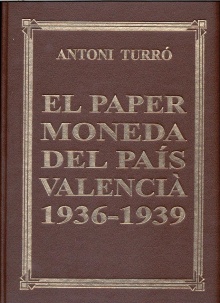 ANTONI TURRÓ
EL PAPER
MONEDA
DEL PAÍS
VALENCIÀ
1936-1939